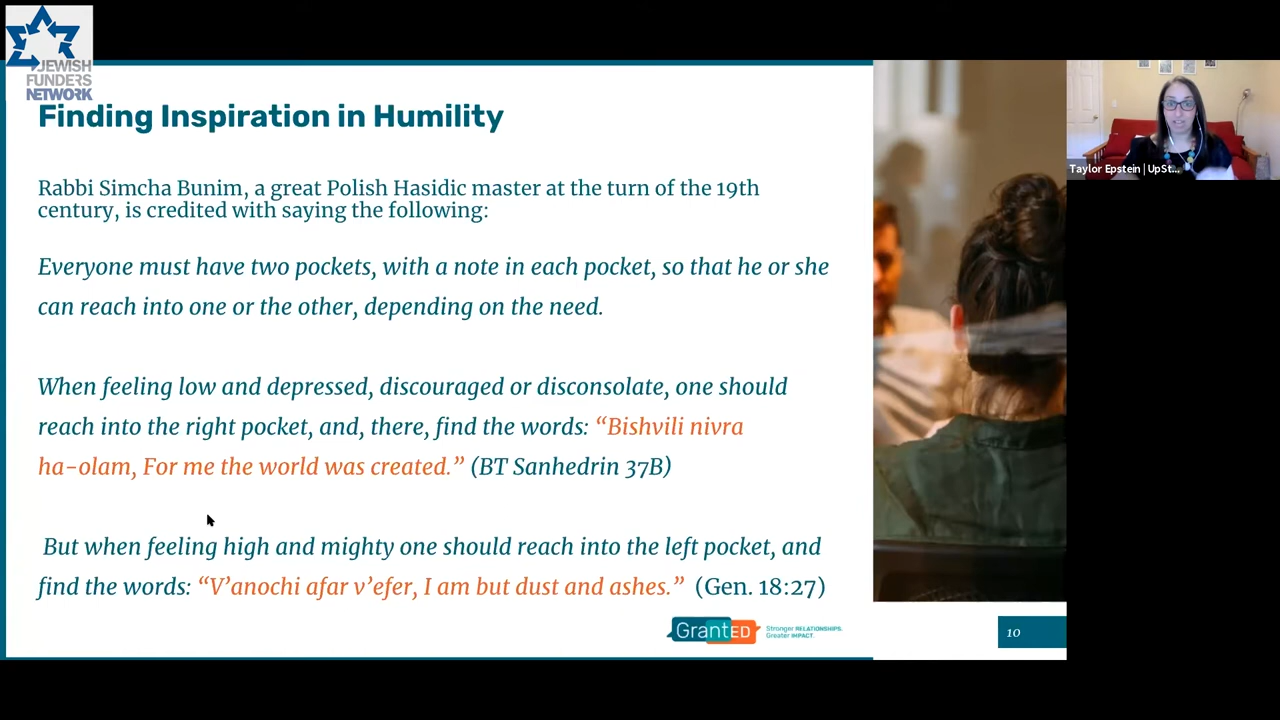 JEWISH
FUNDERS
NETWORK
Finding Inspiration in Humility
Rabbi Simcha Bunim, a great Polish Hasidic master at the turn of the 19th
century, is credited with saying the following:
Everyone must have two pockets, with a note in each pocket, so that he or she
can reach into one or the other, depending on the need.
When feeling low and depressed, discouraged or disconsolate, one should
reach into the right pocket, and, there, find the words: “Bishvili nivra
ha-olam, For me the world was created.” (BT Sanhedrin 37B)
But when feeling high and mighty one should reach into the left pocket, and
find the words: “V’anochi afar v’efer, I am but dust and ashes.” (Gen. 18:27)
GrantED
Stronger RELATIONSHIPS.
Greater IMPACT.
10
Taylor Epstein | UpSt...